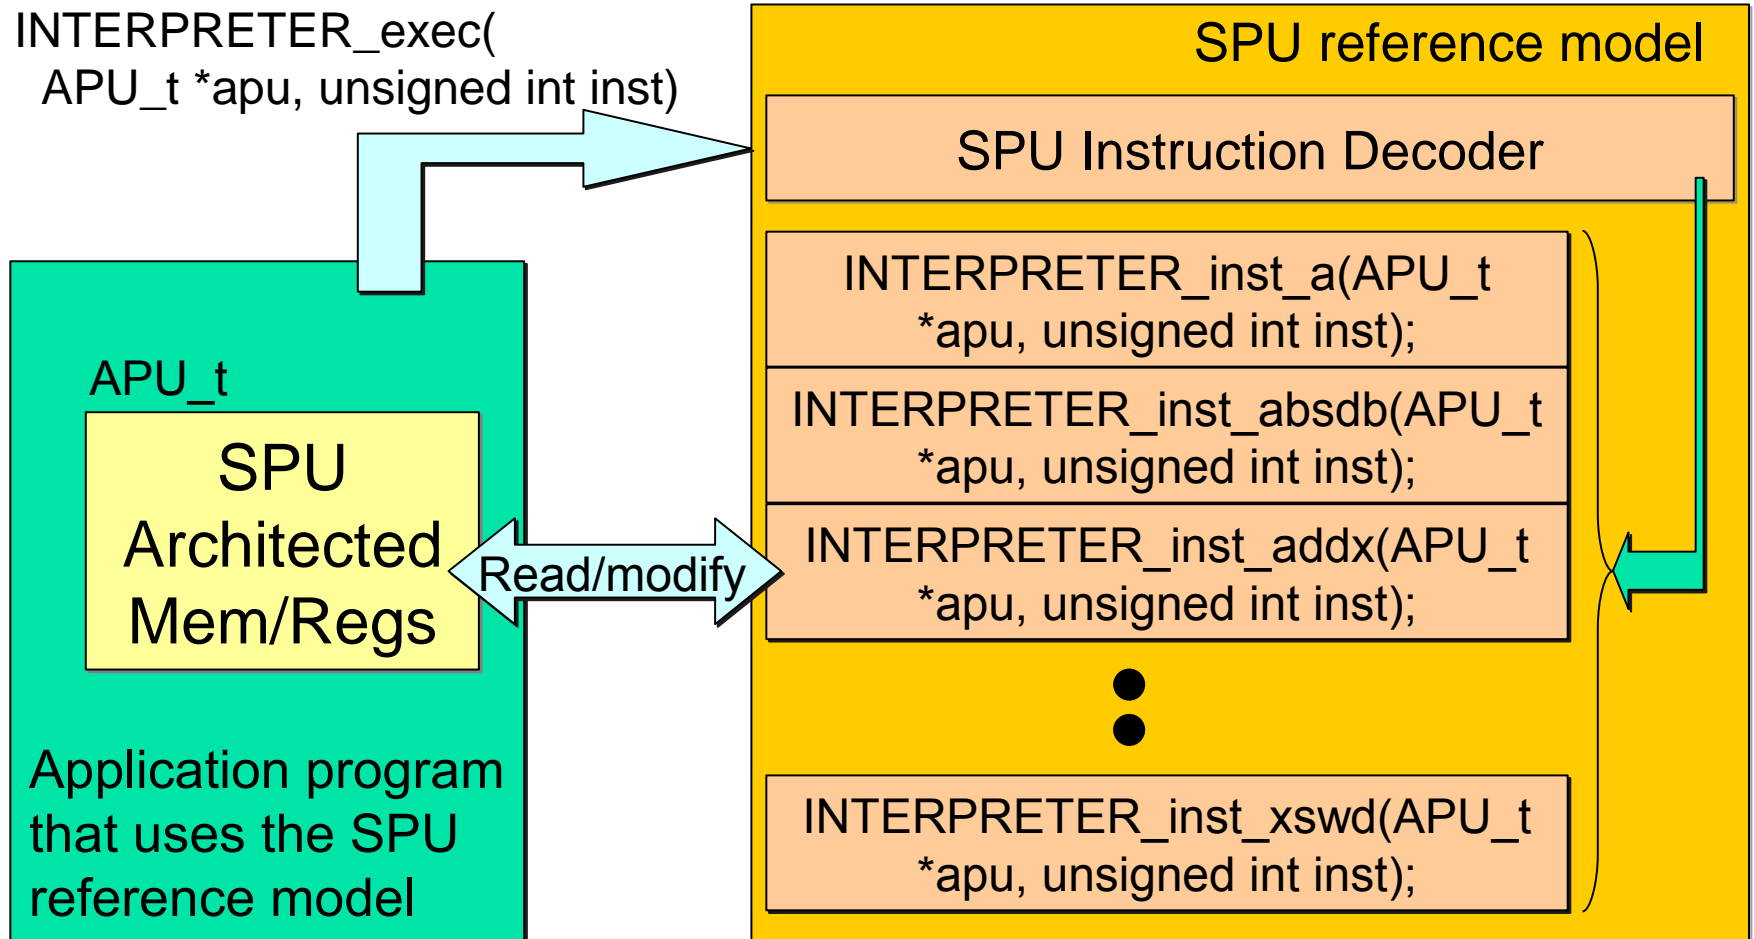 INTERPRETER_exec(
APU_t *apu, unsigned int inst)
SPU reference model
SPU Instruction Decoder
INTERPRETER_inst_a(APU_t
*apu, unsigned int inst);
INTERPRETER_inst_absdb(APU_t
*apu, unsigned int inst);
INTERPRETER_inst_addx(APU_t
*apu, unsigned int inst);
INTERPRETER_inst_xswd(APU_t
*apu, unsigned int inst);
Read/modify
APU_t
SPU
Architected
Mem/Regs
Application program
that uses the SPU
reference model